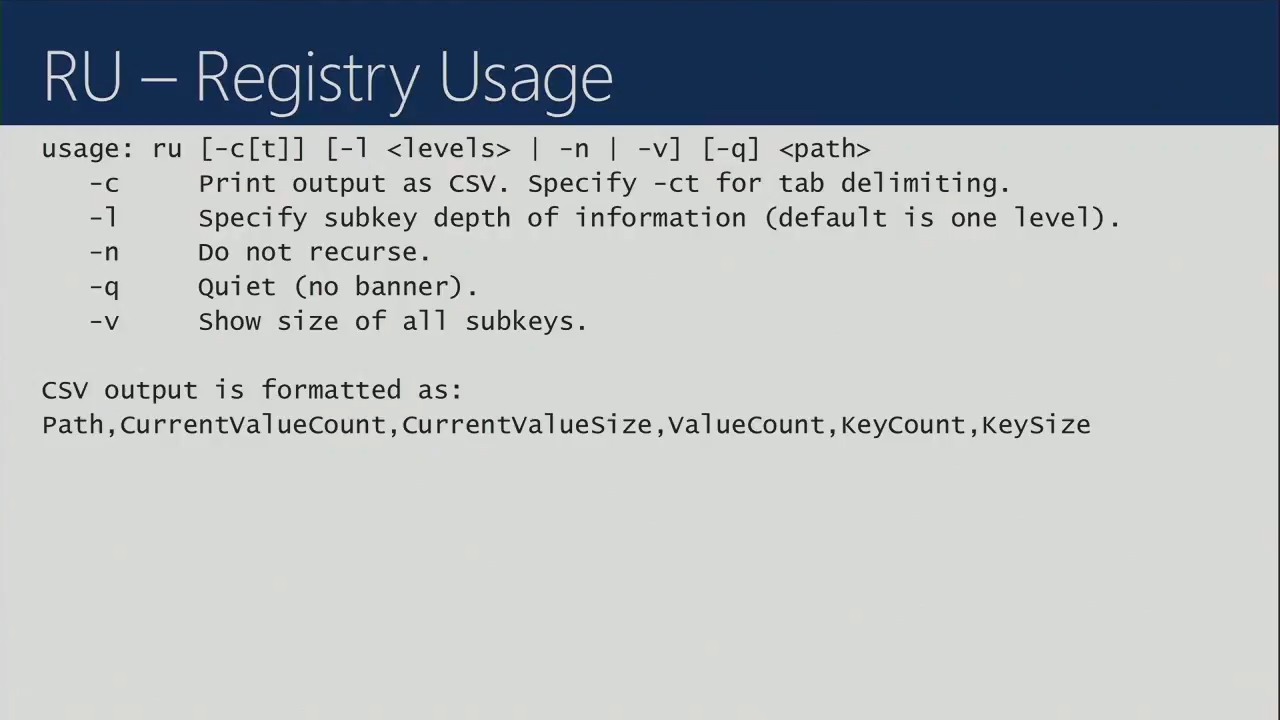 RU – Registry Usage
usage: ru [-c[t]] [-l <levels> | -n | -v] [-q] <path>
-c Print output as CSV. Specify -ct for tab delimiting.
-l Specify subkey depth of information (default is one level).
-n Do not recurse.
-q Quiet (no banner).
-v Show size of all subkeys.
CSV output is formatted as:
Path,CurrentValueCount,CurrentValueSize,ValueCount,KeyCount,KeySize